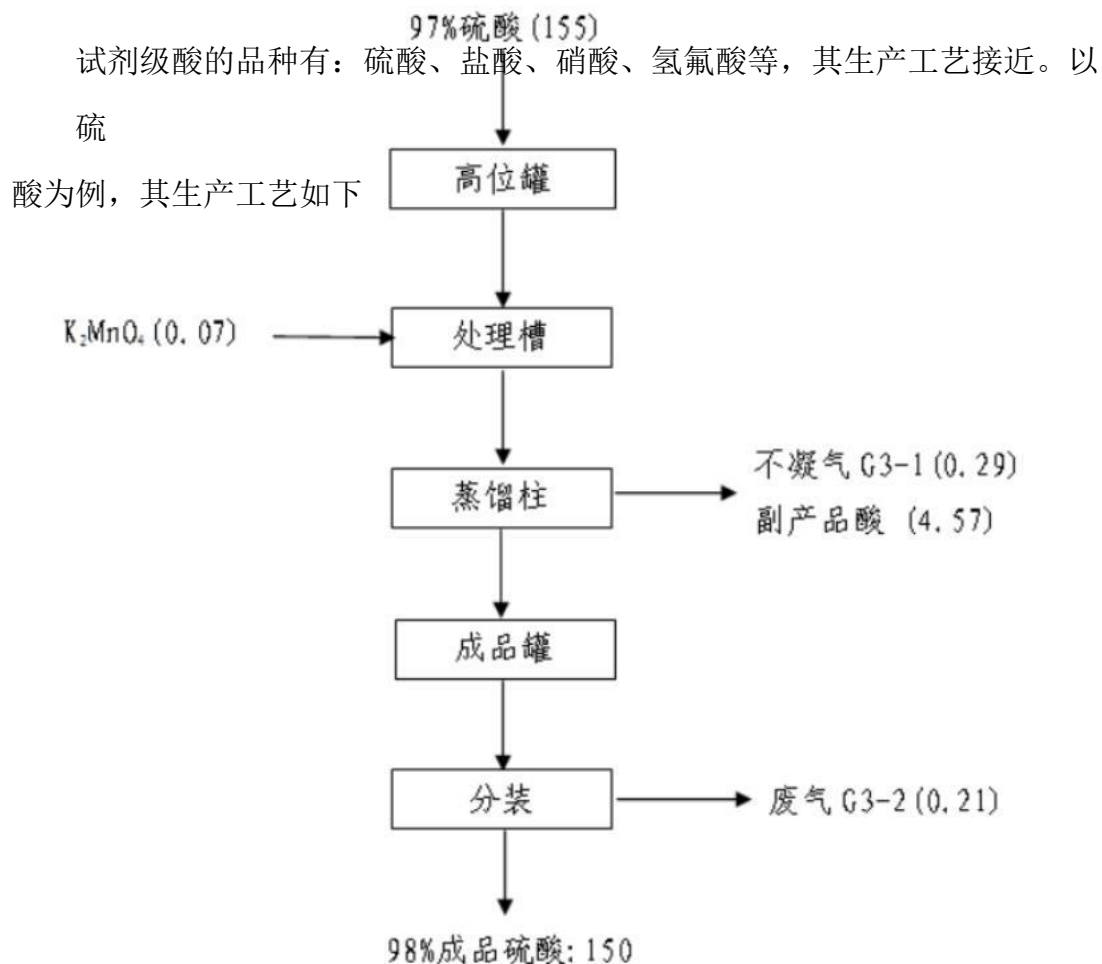 97%硫酸(155)
试剂级酸的品种有：硫酸、盐酸、硝酸、氢氟酸等，其生产工艺接近。以
硫
酸为例，其生产工艺如下
高位罐
K₂MnO₄(0.07)
处理槽
蒸馏柱
不凝气 G3-1(0.29)
副产品酸 (4.57)
成品罐
分装
废气 G3-2(0.21)
98%成品硫酸:150